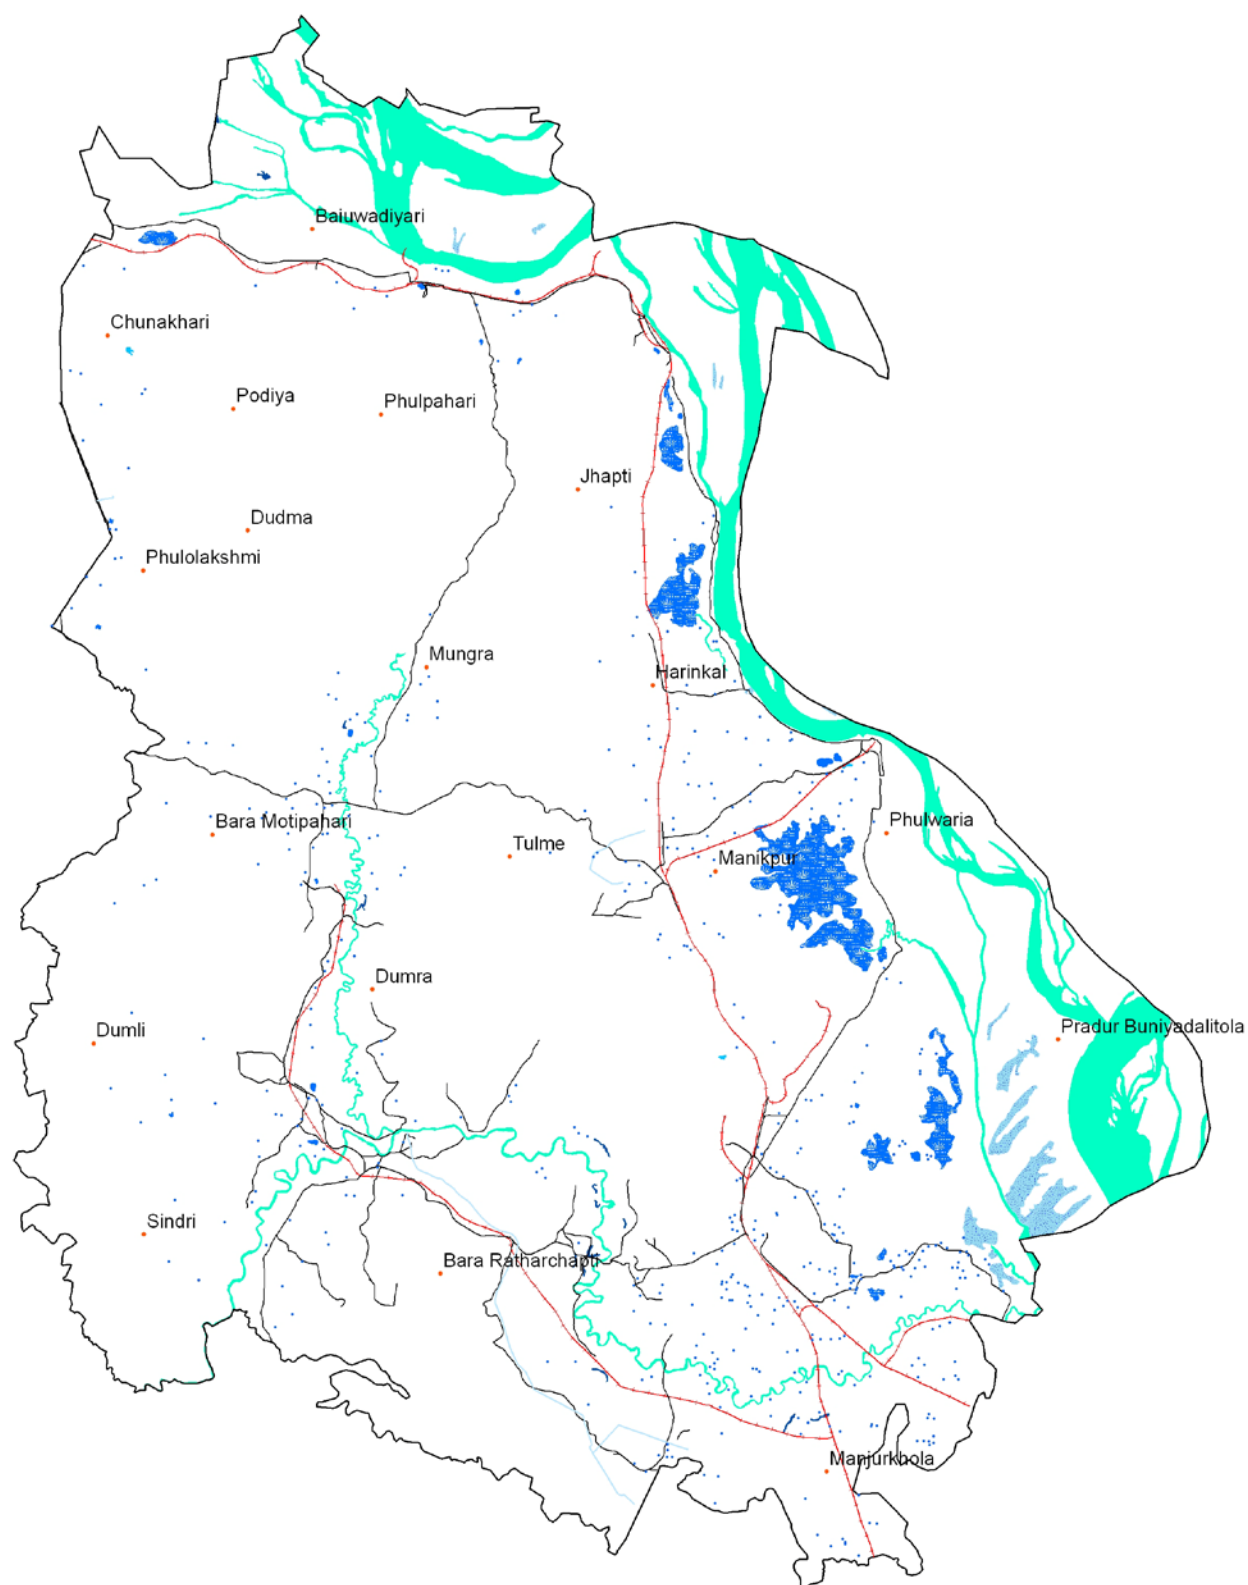 Baiuwadiyari
Chunakhari
Podiya
Phulpahari
Jhapti
Dudma
Phulolakshmi
Mungra
Harinkal
Bara Motipahari
Tulme
Phulwaria
Manikpur
Dumra
Dumli
Pradur Buniyadalitola
Sindri
Bara Ratharchapti
Manjurkhola